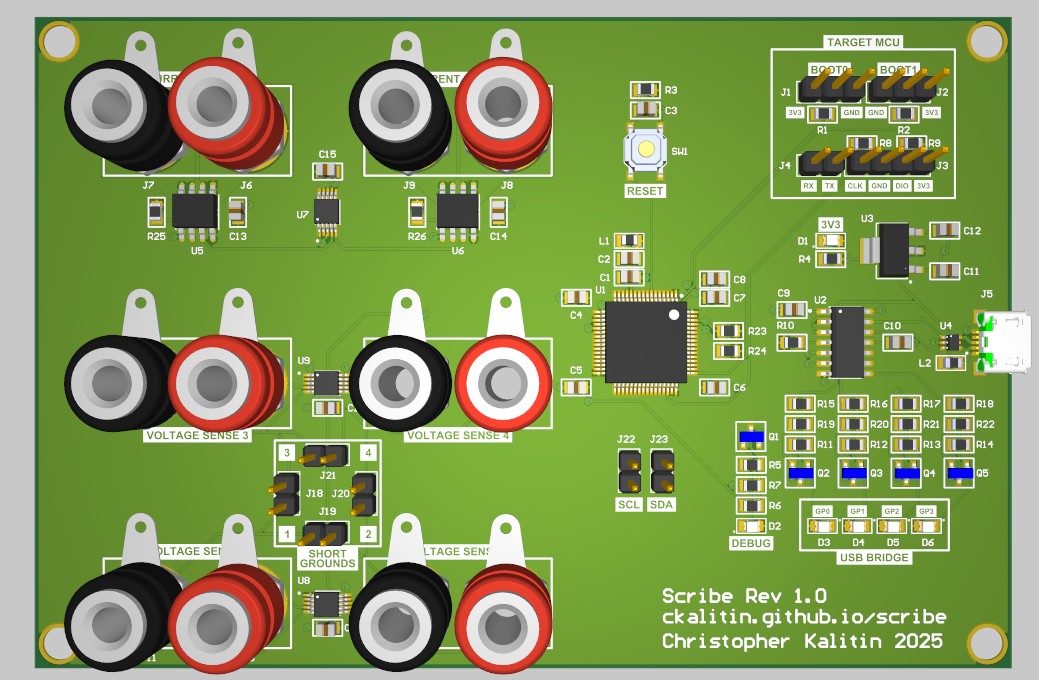 TARGET MCU
BOOT0 BOOT1
J1 J2
3V3 GND GND 3V3
R1 R2
R8 R9
J4 J3
RX TX CLK GND DIO 3V3
R3
C3
SW1
RESET
C15
J7 J6 J9 J8
U7
R25 C13 R26 C14
U5 U6
U3
3V3
D1
R4
C12
C11
L1
C2
C1
U1
C4
C8
C7
R23
R24
C5 C6
J5
C9 U2
R10 C10 U4
L2
U9
VOLTAGE SENSE 3 VOLTAGE SENSE 4
3 4
J21
J18 J20
J19
1 2
SHORT
GROUNDS
U8
J22 J23
SCL SDA
R15 R16 R17 R18
R19 R20 R21 R22
R11 R12 R13 R14
Q1
Q2 Q3 Q4 Q5
R5
R7
R6
D2
DEBUG
GP0 GP1 GP2 GP3
D3 D4 D5 D6
USB BRIDGE
Scribe Rev 1.0
ckalitin.github.io/scribe
Christopher Kalitin 2025